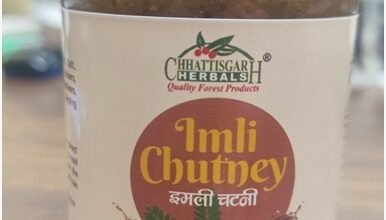 CHHATTISGARH
HERBALS
®
Quality Forest Products
Imli
Chutney
इमली चटनी